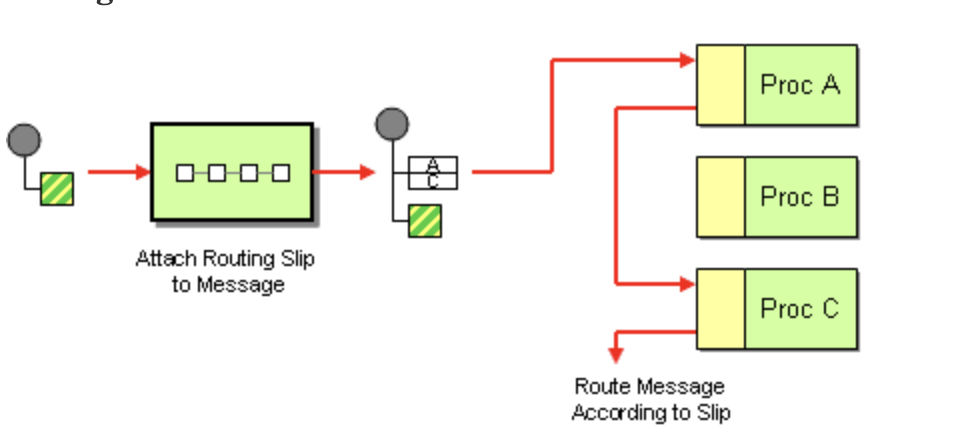 Proc A
A
C
Proc B
Attach Routing Slip
to Message
Proc C
Route Message
According to Slip